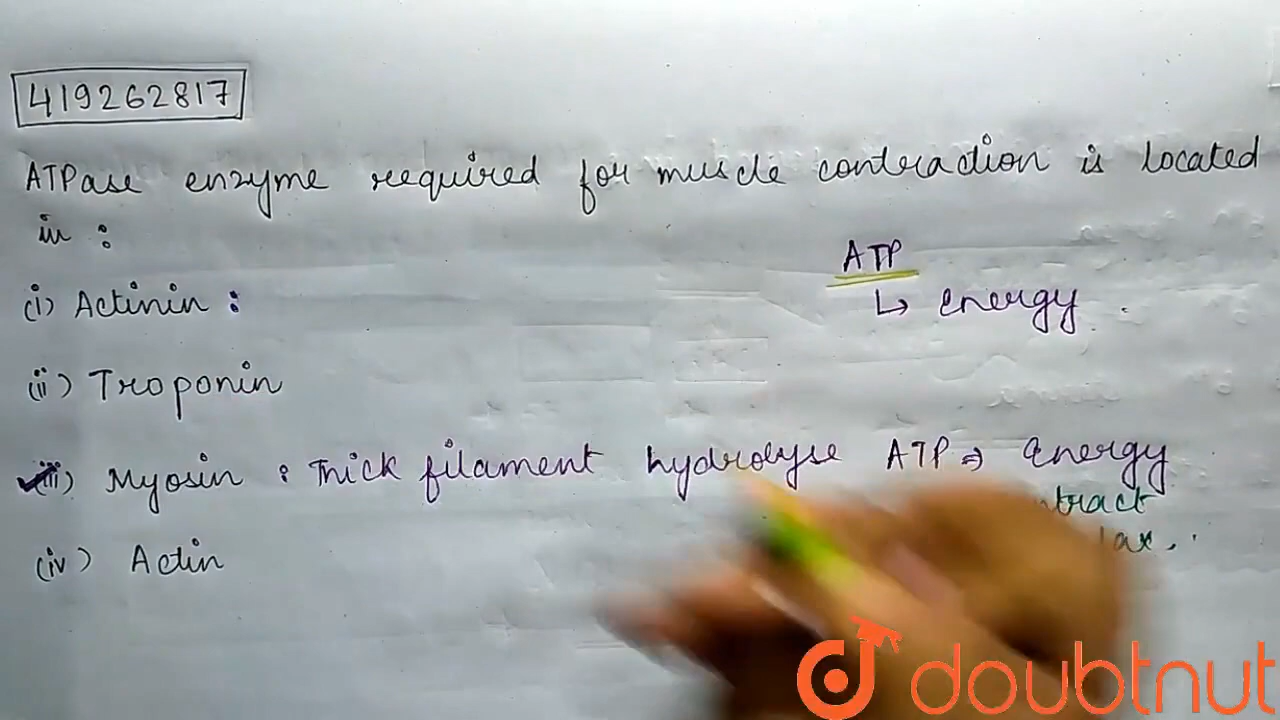 419262817
ATPase enzyme required for muscle contraction is located
in :
ATP
(i) Actinin :
↳ energy .
(ii) Troponin
(iii) Myosin : Thick filament hydrolyse ATP ⇒ Energy
(iv) Actin
doubtnut